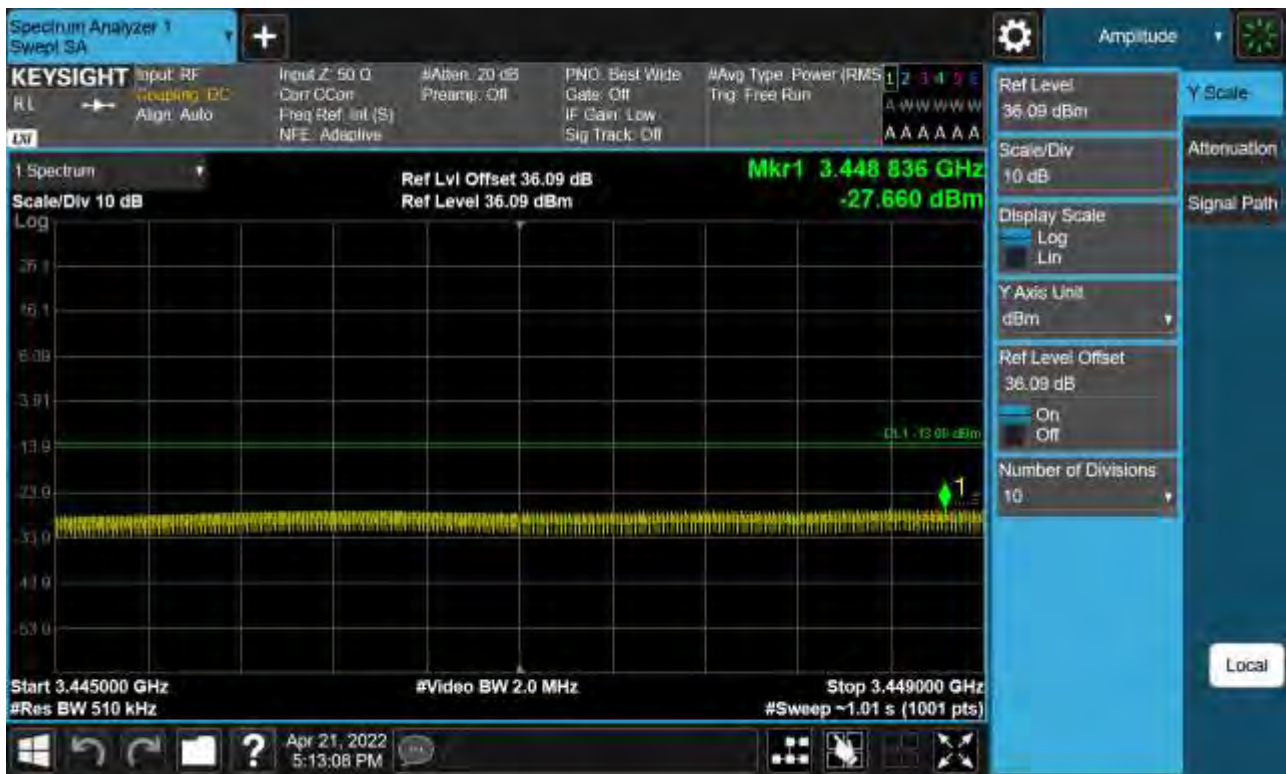 Spectrum Analyzer 1
Swept SA
+
Amplitude
KEYSIGHT
RL
LXI
Input: RF
Coupling: DC
Align: Auto
Input Z: 50 Ω
Corr CCorr
Freq Ref: Int (S)
NFE: Adaptive
#Atten: 20 dB
Preamp: Off
PNO: Best Wide
Gate: Off
IF Gain: Low
Sig Track: Off
#Avg Type: Power (RMS
Trig: Free Run
1 2 3 4 5 6
A W W W W W
A A A A A A
1 Spectrum
Scale/Div 10 dB
Log
Ref Lvl Offset 36.09 dB
Ref Level 36.09 dBm
Mkr1 3.448 836 GHz
-27.660 dBm
26.1
16.1
6.09
-3.91
-13.9
-23.9
-33.9
-43.9
-53.9
DL1 -13.00 dBm
1
Start 3.445000 GHz
#Res BW 510 kHz
#Video BW 2.0 MHz
Stop 3.449000 GHz
#Sweep ~1.01 s (1001 pts)
Ref Level
36.09 dBm
Scale/Div
10 dB
Display Scale
Log
Lin
Y Axis Unit
dBm
Ref Level Offset
36.09 dB
On
Off
Number of Divisions
10
Y Scale
Attenuation
Signal Path
Local
?
Apr 21, 2022
5:13:08 PM